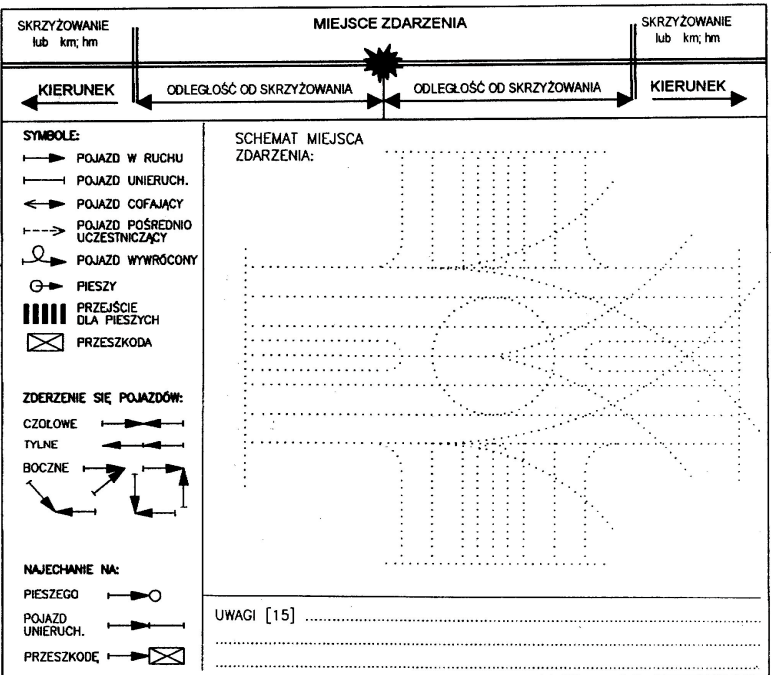 SKRZYŻOWANIE
lub km; hm
MIEJSCE ZDARZENIA
SKRZYŻOWANIE
lub km; hm
KIERUNEK
ODLEGŁOŚĆ OD SKRZYŻOWANIA
ODLEGŁOŚĆ OD SKRZYŻOWANIA
KIERUNEK
SYMBOLE:
POJAZD W RUCHU
POJAZD UNIERUCH.
POJAZD COFAJĄCY
POJAZD POŚREDNIO
UCZESTNICZĄCY
POJAZD WYWRÓCONY
PIESZY
PRZEJŚCIE
DLA PIESZYCH
PRZESZKODA
ZDERZENIE SIĘ POJAZDÓW:
CZOŁOWE
TYLNE
BOCZNE
NAJECHANIE NA:
PIESZEGO
POJAZD
UNIERUCH.
PRZESZKODĘ
SCHEMAT MIEJSCA
ZDARZENIA:
UWAGI [15]